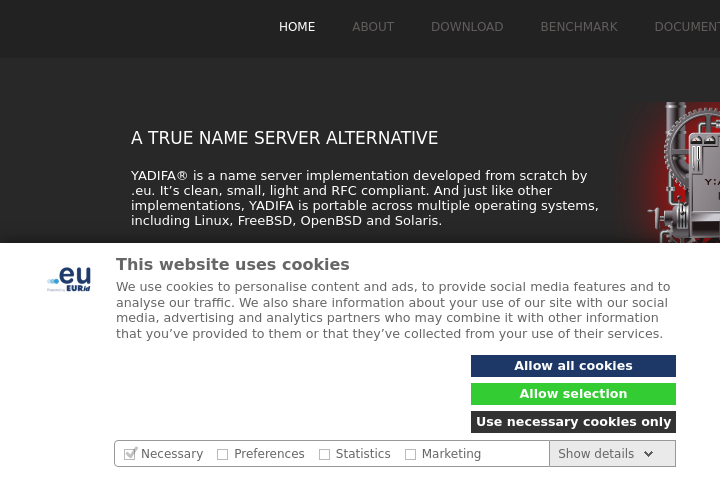 HOME ABOUT DOWNLOAD BENCHMARK DOCUMENT
A TRUE NAME SERVER ALTERNATIVE
YADIFA® is a name server implementation developed from scratch by
.eu. It’s clean, small, light and RFC compliant. And just like other
implementations, YADIFA is portable across multiple operating systems,
including Linux, FreeBSD, OpenBSD and Solaris.
.eu
EURid
This website uses cookies
We use cookies to personalise content and ads, to provide social media features and to
analyse our traffic. We also share information about your use of our site with our social
media, advertising and analytics partners who may combine it with other information
that you’ve provided to them or that they’ve collected from your use of their services.
Allow all cookies
Allow selection
Use necessary cookies only
Necessary Preferences Statistics Marketing Show details